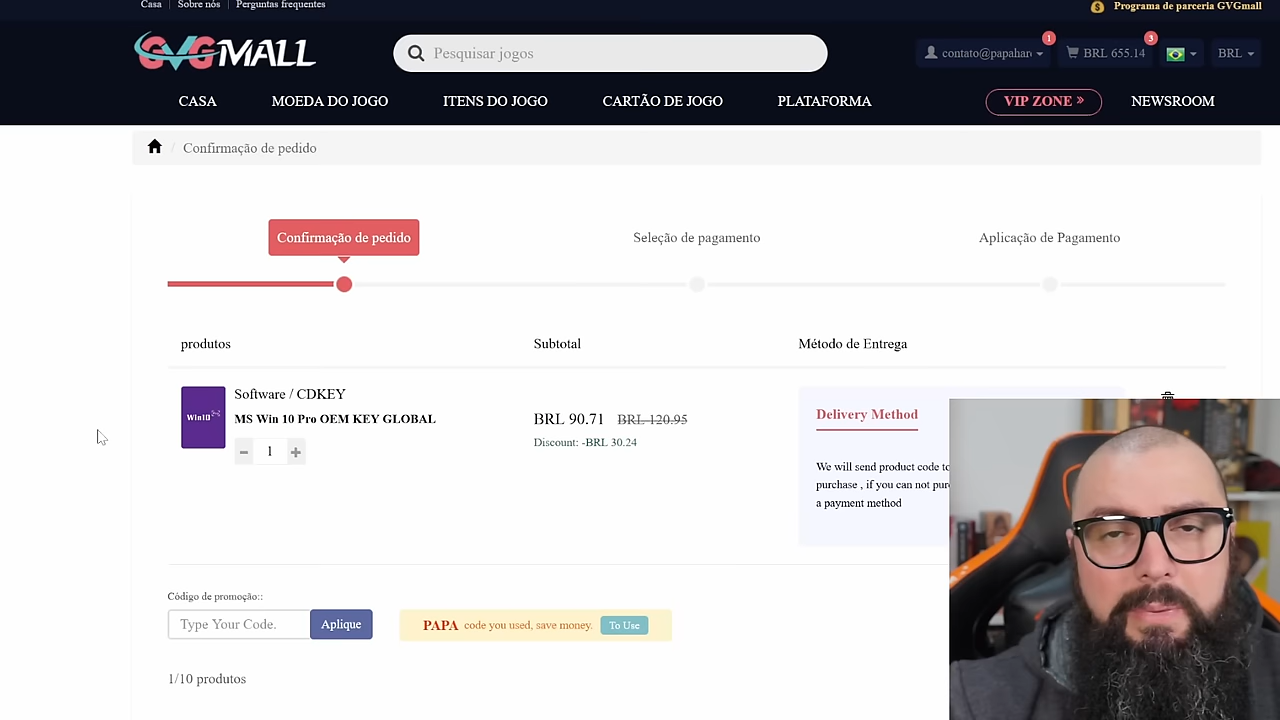 Casa
Sobre nós
Perguntas frequentes
Programa de parceria GVGmall
GVGMALL
Pesquisar jogos
contato@papahar
1
BRL 655.14
3
BRL
CASA
MOEDA DO JOGO
ITENS DO JOGO
CARTÃO DE JOGO
PLATAFORMA
VIP ZONE »
NEWSROOM
/ Confirmação de pedido
Confirmação de pedido
Seleção de pagamento
Aplicação de Pagamento
produtos
Subtotal
Método de Entrega
Win10
Software / CDKEY
MS Win 10 Pro OEM KEY GLOBAL
− 1 +
BRL 90.71 BRL 120.95
Discount: -BRL 30.24
Delivery Method
We will send product code to
purchase , if you can not
a payment method
Código de promoção::
Type Your Code.
Aplique
PAPA code you used, save money.
To Use
1/10 produtos